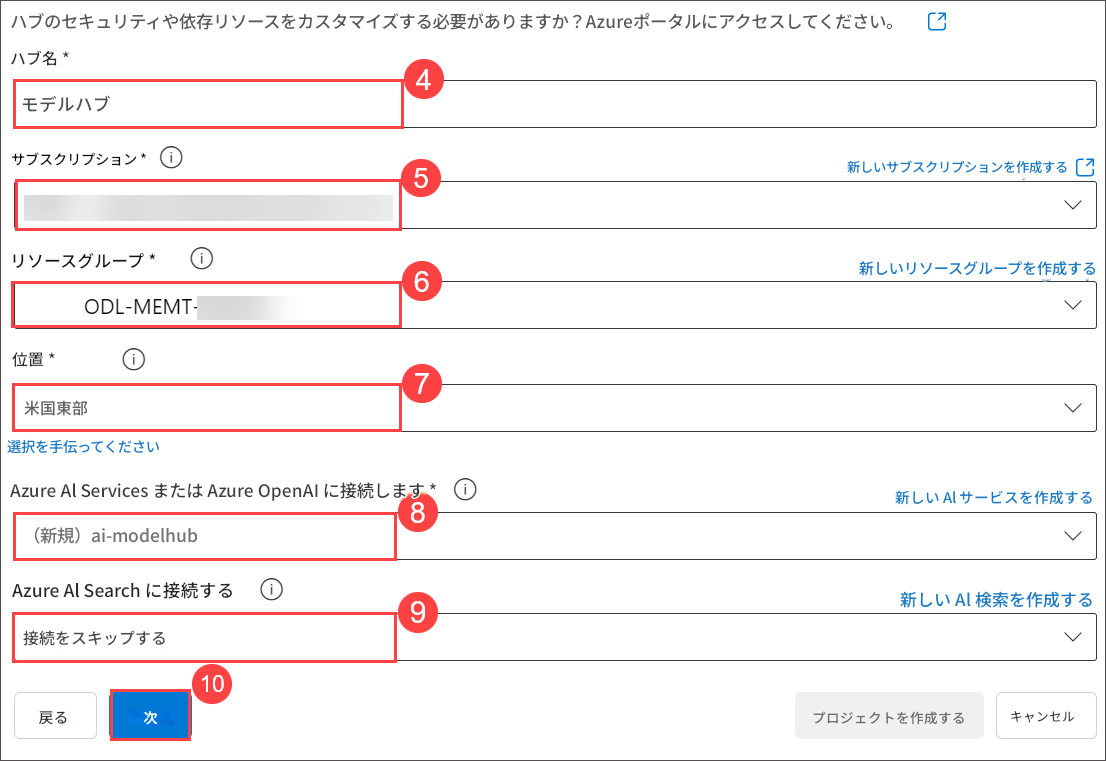 ハブのセキュリティや依存リソースをカスタマイズする必要がありますか？Azureポータルにアクセスしてください。
ハブ名 *
4
モデルハブ
サブスクリプション *
新しいサブスクリプションを作成する
5
リソースグループ *
新しいリソースグループを作成する
6
ODL-MEMT-
位置 *
7
米国東部
選択を手伝ってください
Azure AI Services または Azure OpenAI に接続します *
新しい AI サービスを作成する
8
（新規）ai-modelhub
Azure AI Search に接続する
新しい AI 検索を作成する
9
接続をスキップする
10
戻る
次
プロジェクトを作成する
キャンセル